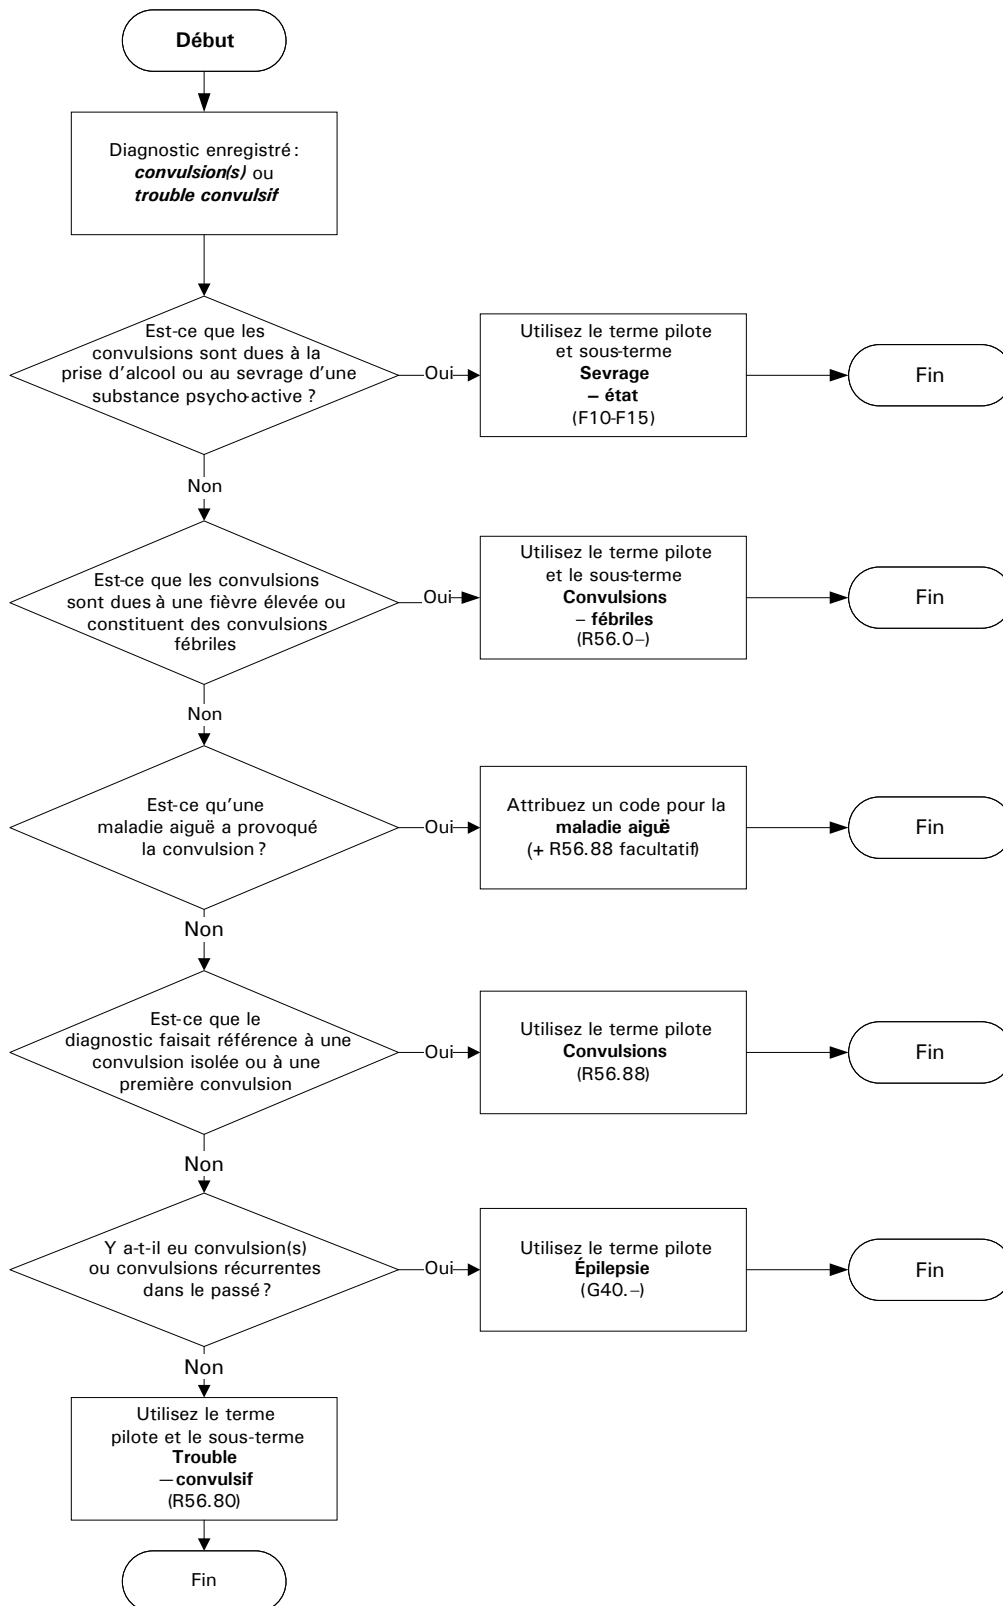 Début
Diagnostic enregistré :
convulsion(s) ou
trouble convulsif
Est-ce que les
convulsions sont dues à la
prise d'alcool ou au sevrage d'une
substance psycho-active ?
Oui
Utilisez le terme pilote
et sous-terme
Sevrage
– état
(F10-F15)
Fin
Non
Est-ce que les convulsions
sont dues à une fièvre élevée ou
constituent des convulsions
fébriles
Oui
Utilisez le terme pilote
et le sous-terme
Convulsions
– fébriles
(R56.0–)
Fin
Non
Est-ce qu'une
maladie aiguë a provoqué
la convulsion ?
Oui
Attribuez un code pour la
maladie aiguë
(+ R56.88 facultatif)
Fin
Non
Est-ce que le
diagnostic faisait référence à une
convulsion isolée ou à une
première convulsion
Oui
Utilisez le terme pilote
Convulsions
(R56.88)
Fin
Non
Y a-t-il eu convulsion(s)
ou convulsions récurrentes
dans le passé ?
Oui
Utilisez le terme pilote
Épilepsie
(G40.–)
Fin
Non
Utilisez le terme
pilote et le sous-terme
Trouble
— convulsif
(R56.80)
Fin